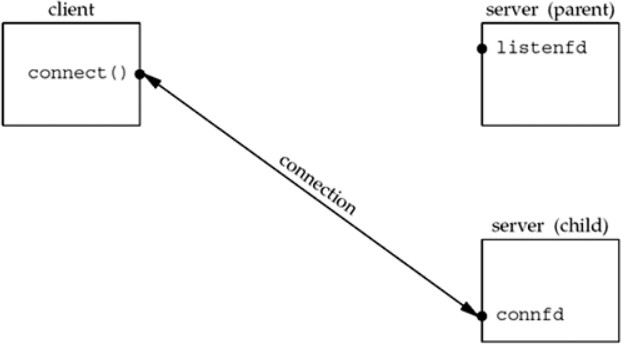 client
connect()
server (parent)
listenfd
connection
server (child)
connfd